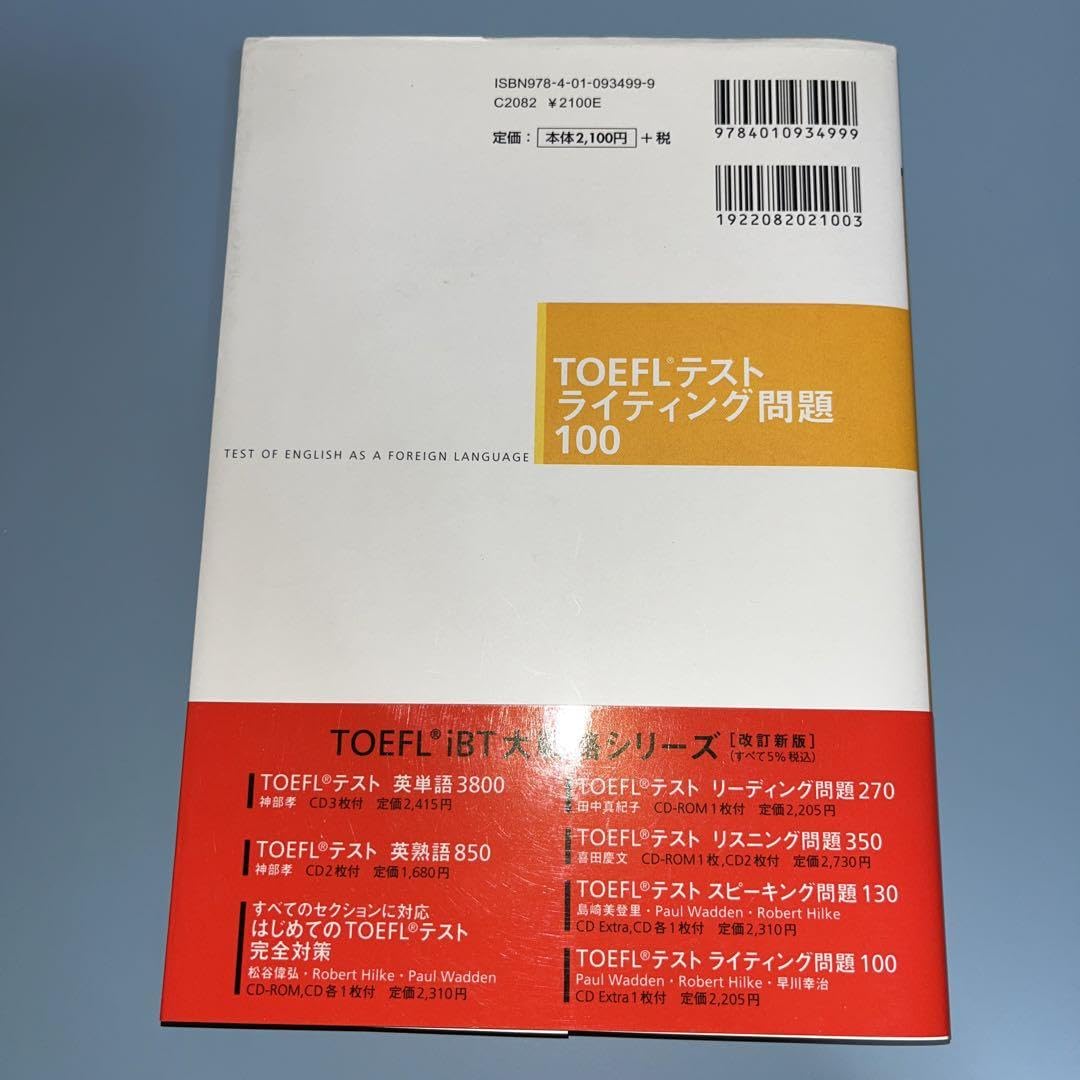 ISBN978-4-01-093499-9
C2082 ¥2100E
定価: 本体2,100円 +税
9784010934999
1922082021003
TOEFL®テスト
ライティング問題
100
TEST OF ENGLISH AS A FOREIGN LANGUAGE
TOEFL®iBT大 シリーズ [改訂新版]
(すべて5%税込)
TOEFL®テスト 英単語3800
神部孝 CD3枚付 定価2,415円
TOEFL®テスト 英熟語850
神部孝 CD2枚付 定価1,680円
すべてのセクションに対応
はじめてのTOEFL®テスト
完全対策
松谷偉弘・Robert Hilke・Paul Wadden
CD-ROM,CD各1枚付 定価2,310円
TOEFL®テスト リーディング問題270
田中真紀子 CD-ROM1枚付 定価2,205円
TOEFL®テスト リスニング問題350
喜田慶文 CD-ROM1枚,CD2枚付 定価2,730円
TOEFL®テスト スピーキング問題130
島崎美登里・Paul Wadden・Robert Hilke
CD Extra,CD各1枚付 定価2,310円
TOEFL®テスト ライティング問題100
Paul Wadden・Robert Hilke・早川幸治
CD Extra1枚付 定価2,205円